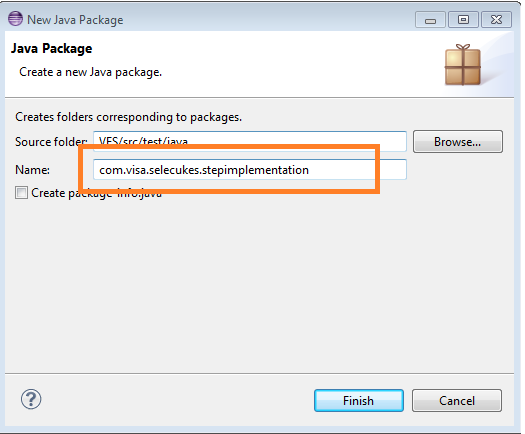 New Java Package
Java Package
Create a new Java package.
Creates folders corresponding to packages.
Source folder: VFS/src/test/java Browse...
Name: com.visa.selecukes.stepimplementation
Create package-info.java
? Finish Cancel